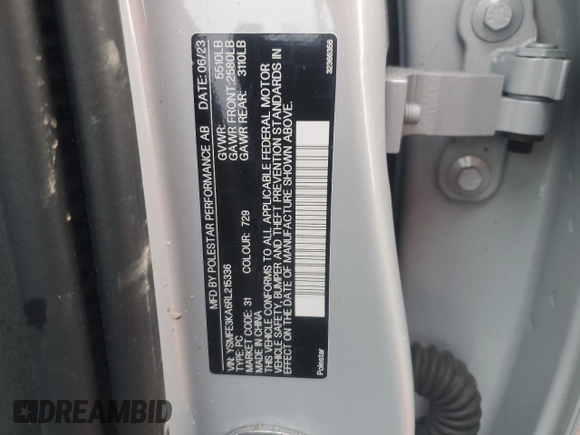 MFD BY POLESTAR PERFORMANCE AB DATE: 06/23
GVWR: 5510LB
GAWR FRONT: 2580LB
GAWR REAR: 3110LB
VIN: YSMFE3KA6RL215336
TYPE: PC
MARKET CODE: 31 COLOUR: 729
MADE IN CHINA
THIS VEHICLE CONFORMS TO ALL APPLICABLE FEDERAL MOTOR
VEHICLE SAFETY, BUMPER AND THEFT PREVENTION STANDARDS IN
EFFECT ON THE DATE OF MANUFACTURE SHOWN ABOVE.
Polestar 32366356
DREAMBID